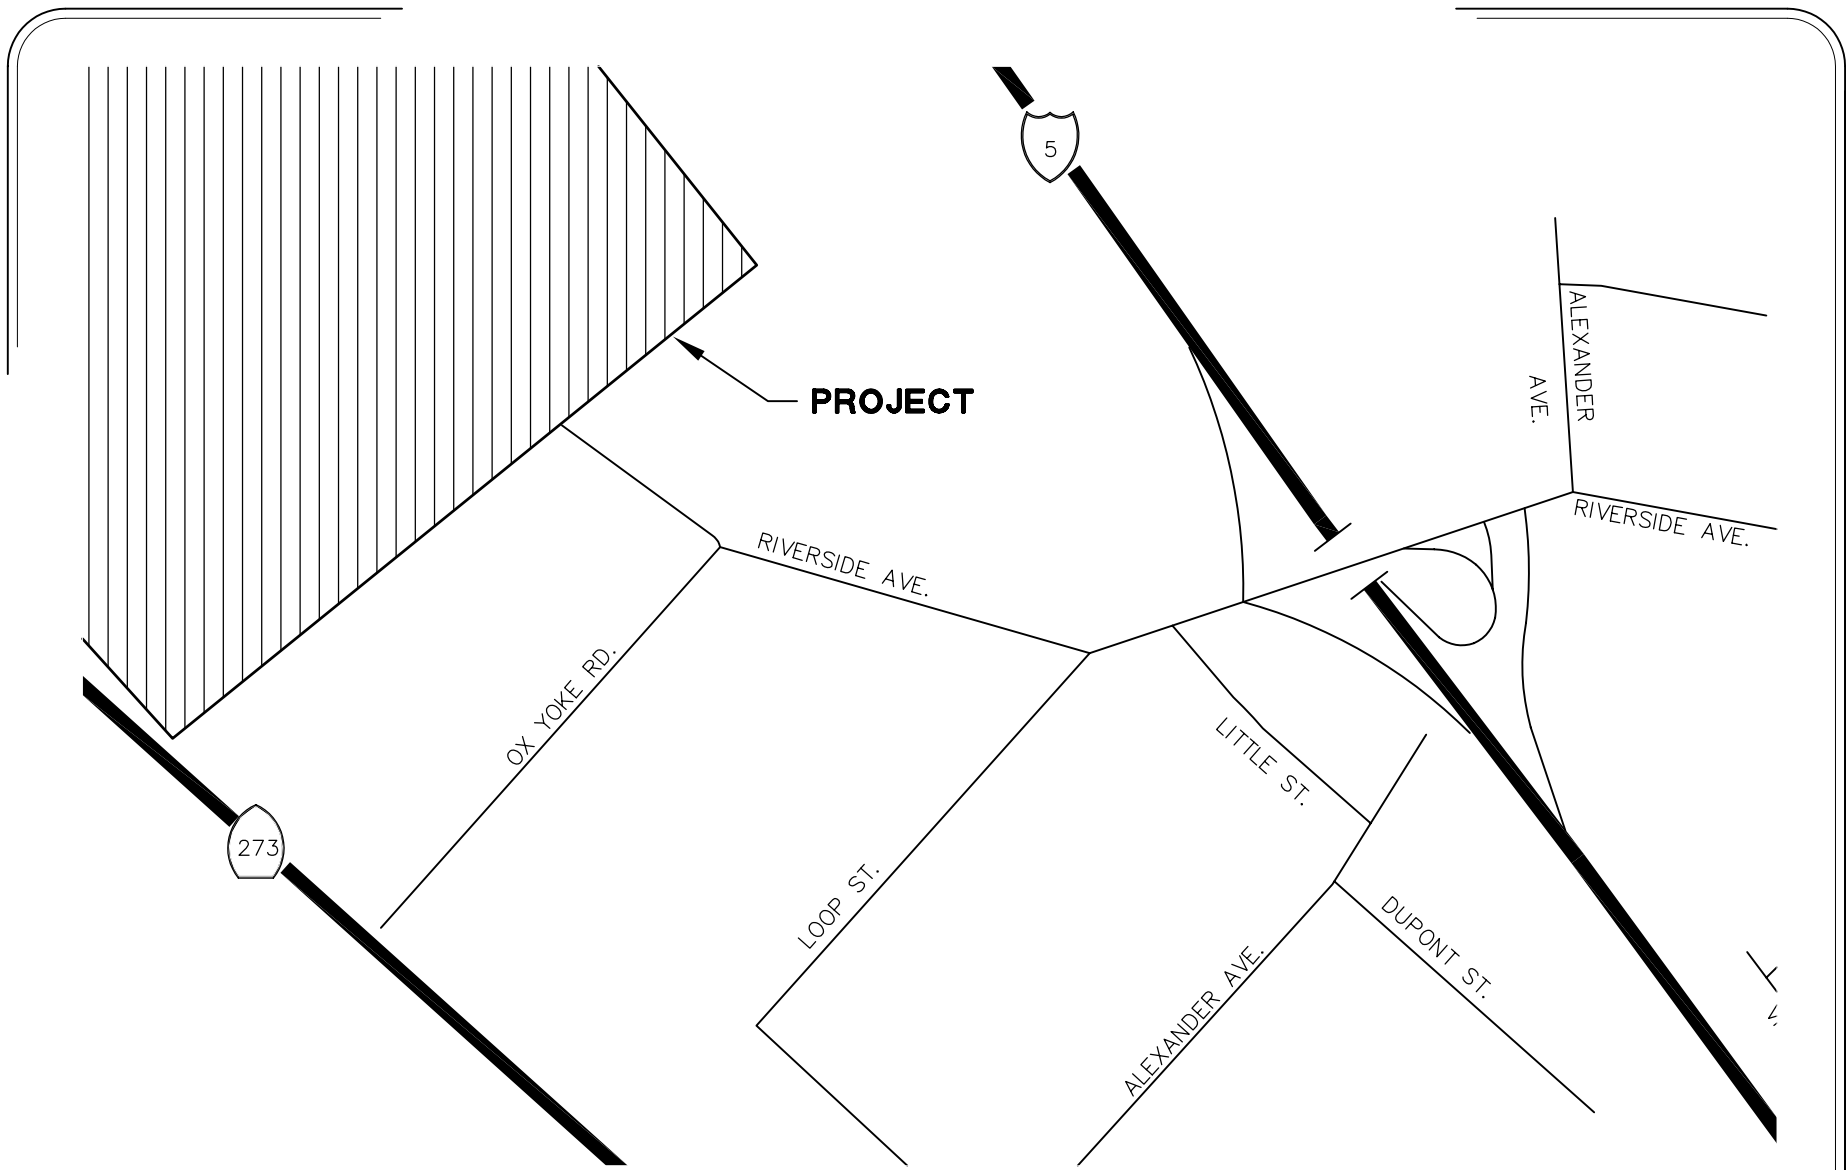 5
ALEXANDER
AVE.
PROJECT
RIVERSIDE AVE.
RIVERSIDE AVE.
OX YOKE RD.
LITTLE ST.
273
LOOP ST.
DUPONT ST.
ALEXANDER AVE.